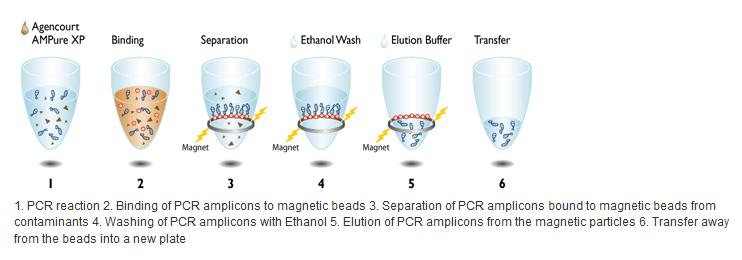 Agencourt
AMPure XP
Binding
Separation
Ethanol Wash
Elution Buffer
Transfer
Magnet
Magnet
Magnet
1
2
3
4
5
6
1. PCR reaction 2. Binding of PCR amplicons to magnetic beads 3. Separation of PCR amplicons bound to magnetic beads from
contaminants 4. Washing of PCR amplicons with Ethanol 5. Elution of PCR amplicons from the magnetic particles 6. Transfer away
from the beads into a new plate